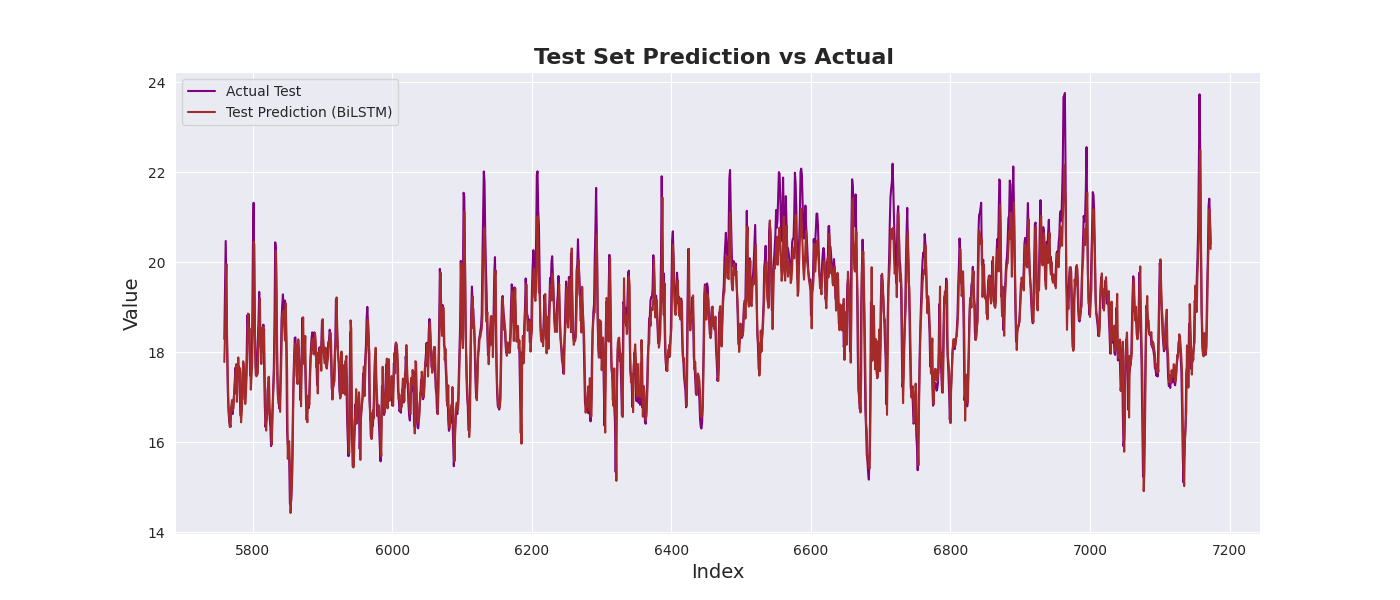 Test Set Prediction vs Actual
Actual Test
Test Prediction (BiLSTM)
Value
24
22
20
18
16
14
5800 6000 6200 6400 6600 6800 7000 7200
Index